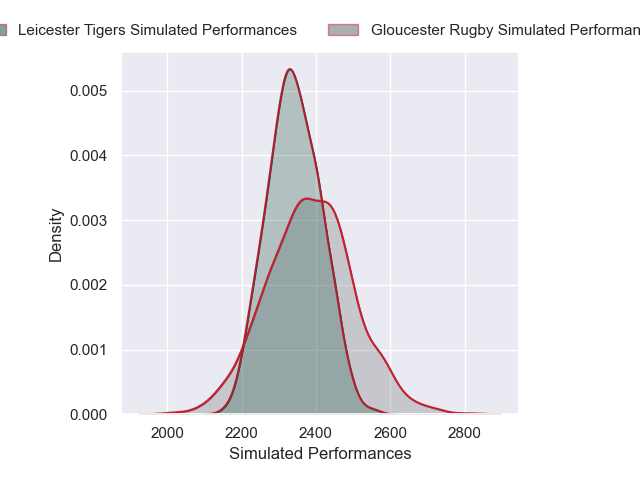 Leicester Tigers Simulated Performances
Gloucester Rugby Simulated
0.005
0.004
0.003
0.002
0.001
0.000
Density
2000 2200 2400 2600 2800
Simulated Performances